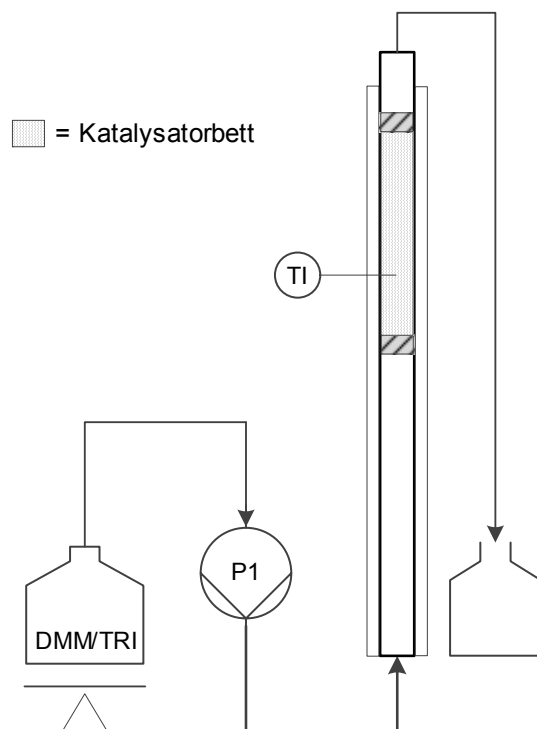 = Katalysatorbett
TI
P1
DMM/TRI